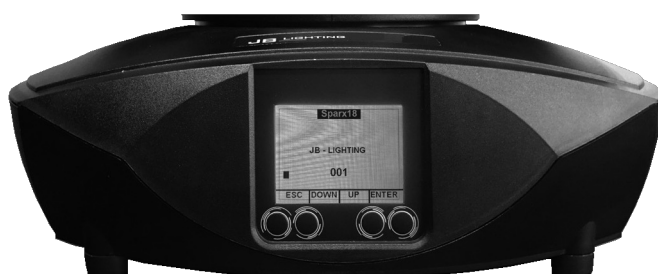 JB LIGHTING
Sparx18
JB - LIGHTING
001
ESC DOWN UP ENTER